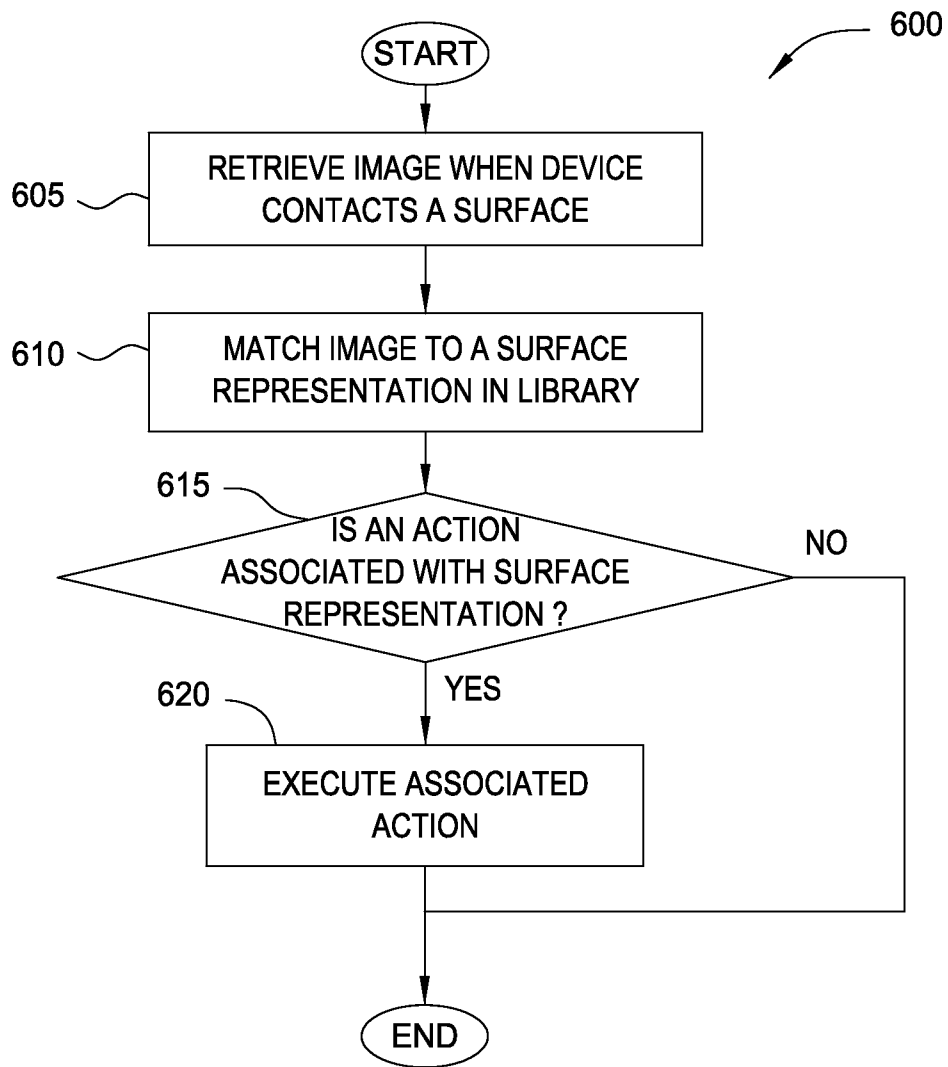 600
START
605
RETRIEVE IMAGE WHEN DEVICE
CONTACTS A SURFACE
610
MATCH IMAGE TO A SURFACE
REPRESENTATION IN LIBRARY
615
IS AN ACTION
ASSOCIATED WITH SURFACE
REPRESENTATION ?
NO
YES
620
EXECUTE ASSOCIATED
ACTION
END